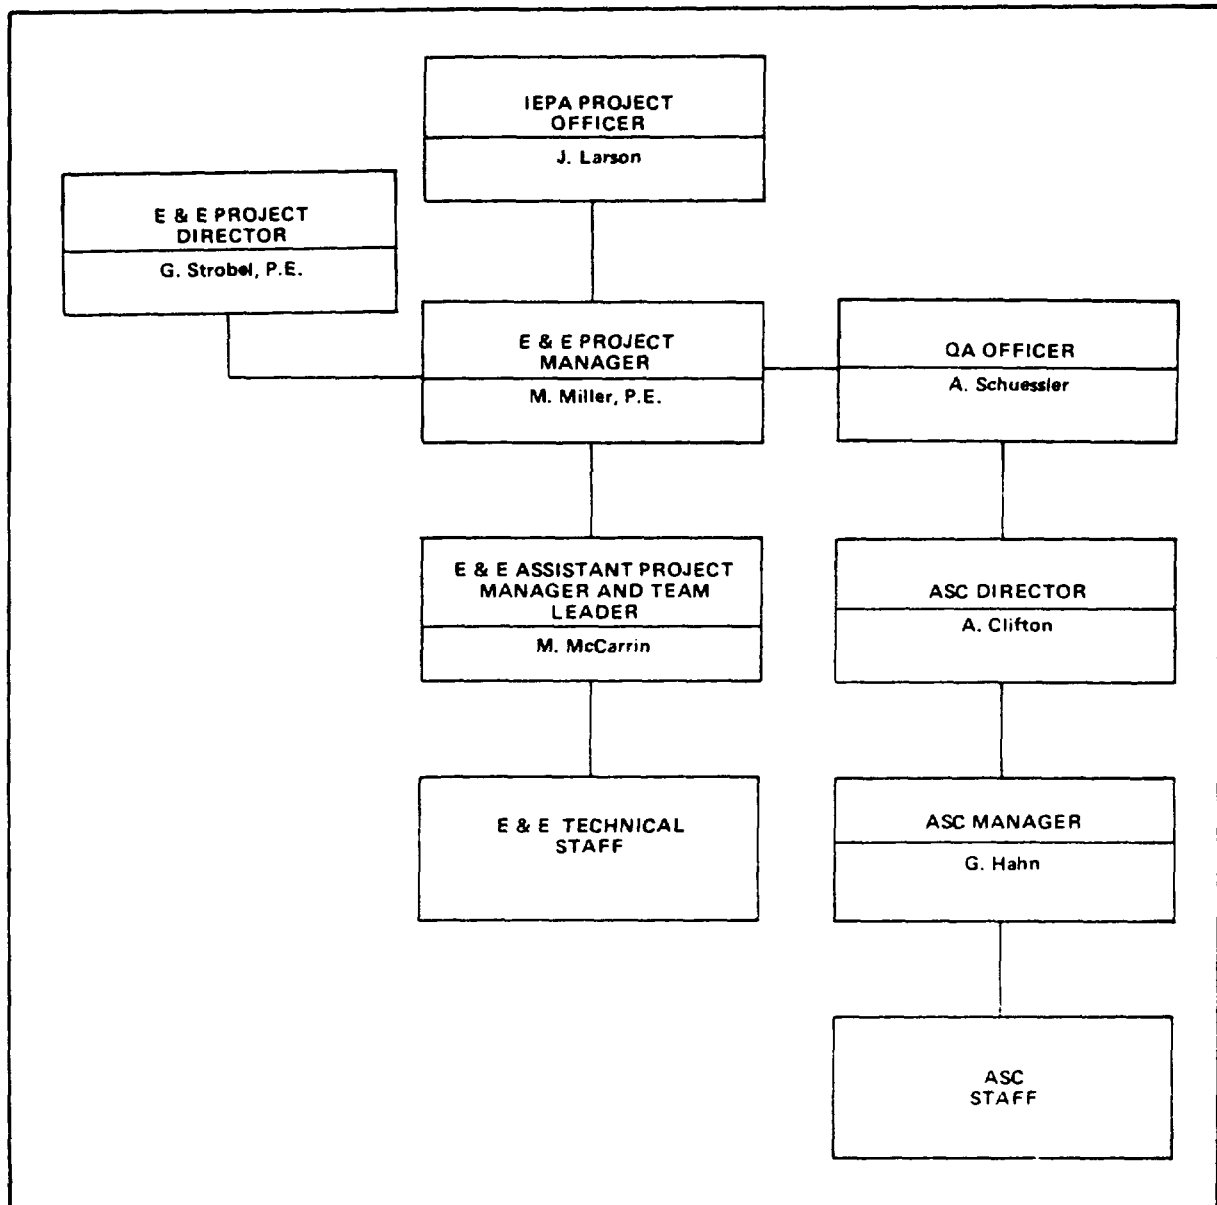 IEPA PROJECT
OFFICER
J. Larson
E & E PROJECT
DIRECTOR
G. Strobel, P.E.
E & E PROJECT
MANAGER
M. Miller, P.E.
QA OFFICER
A. Schuessler
E & E ASSISTANT PROJECT
MANAGER AND TEAM
LEADER
M. McCarrin
ASC DIRECTOR
A. Clifton
E & E TECHNICAL
STAFF
ASC MANAGER
G. Hahn
ASC
STAFF